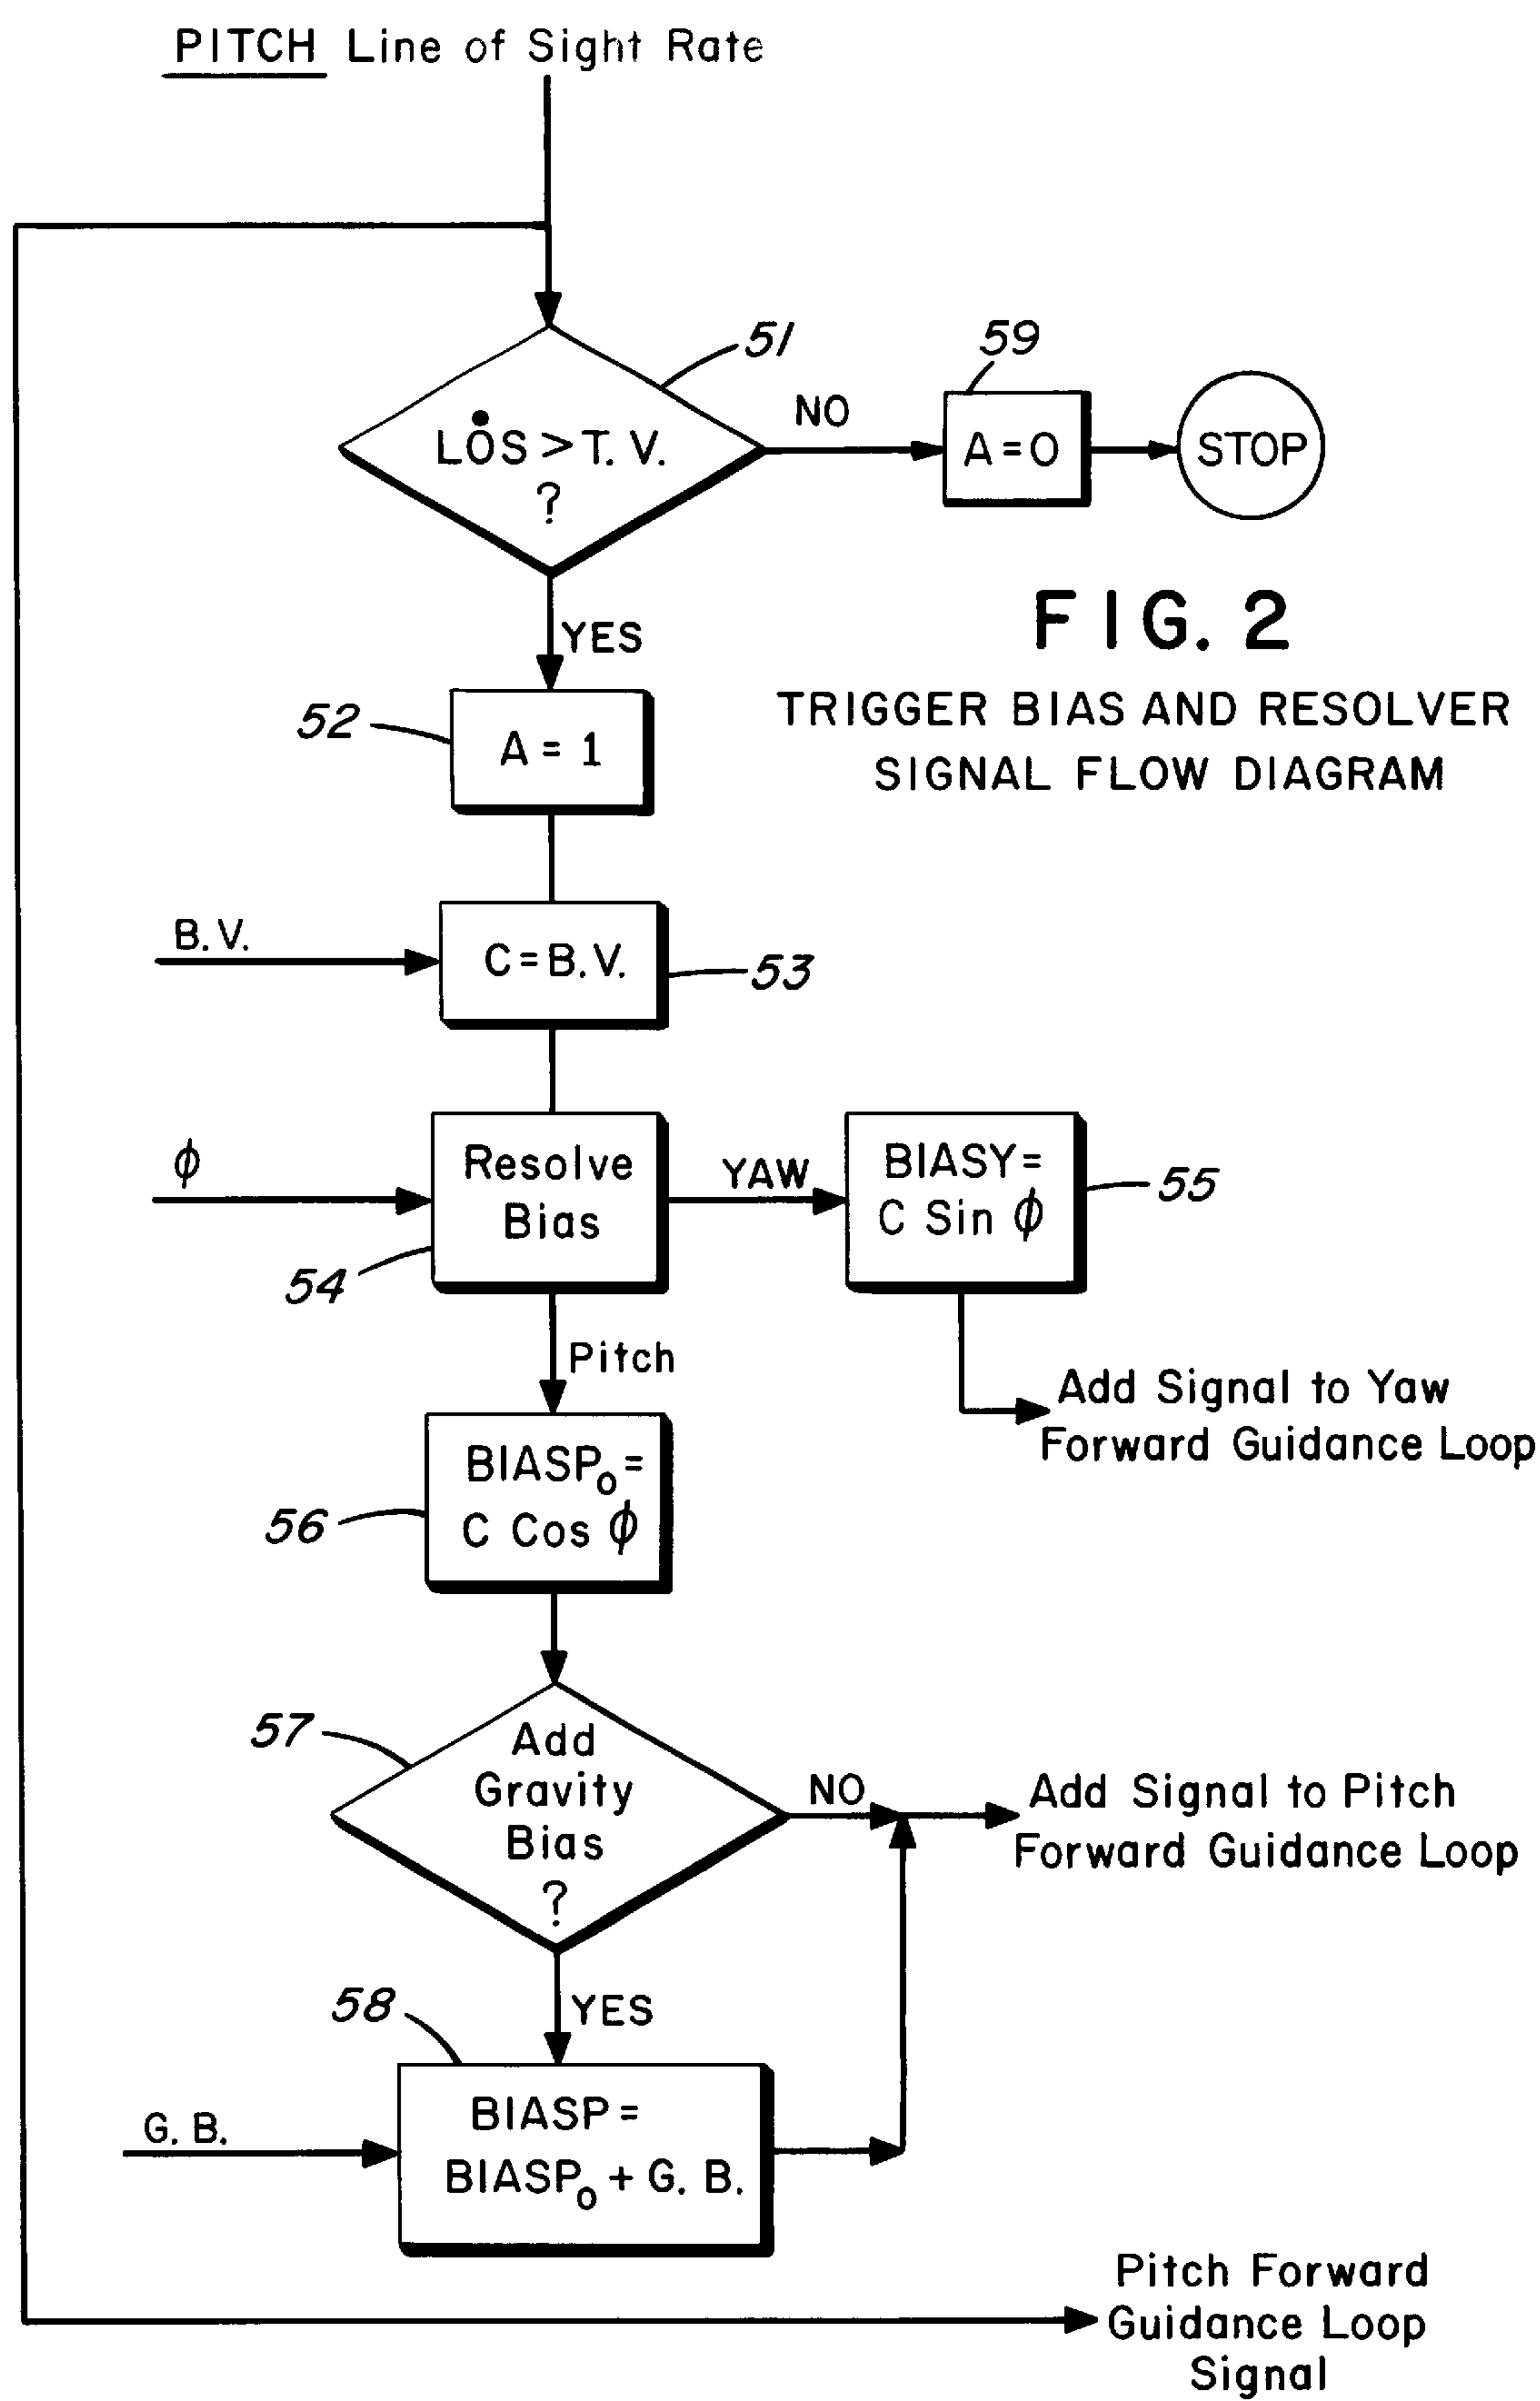 PITCH Line of Sight Rate
51
59
LȮS > T. V.
?
NO
A = O
STOP
YES
FIG. 2
TRIGGER BIAS AND RESOLVER
SIGNAL FLOW DIAGRAM
52
A = 1
B.V.
C = B.V.
53
ϕ
Resolve
Bias
54
YAW
BIASY =
C Sin ϕ
55
Pitch
Add Signal to Yaw
Forward Guidance Loop
BIASP₀ =
C Cos ϕ
56
57
Add
Gravity
Bias
?
NO
Add Signal to Pitch
Forward Guidance Loop
YES
58
G. B.
BIASP =
BIASP₀ + G. B.
Pitch Forward
Guidance Loop
Signal